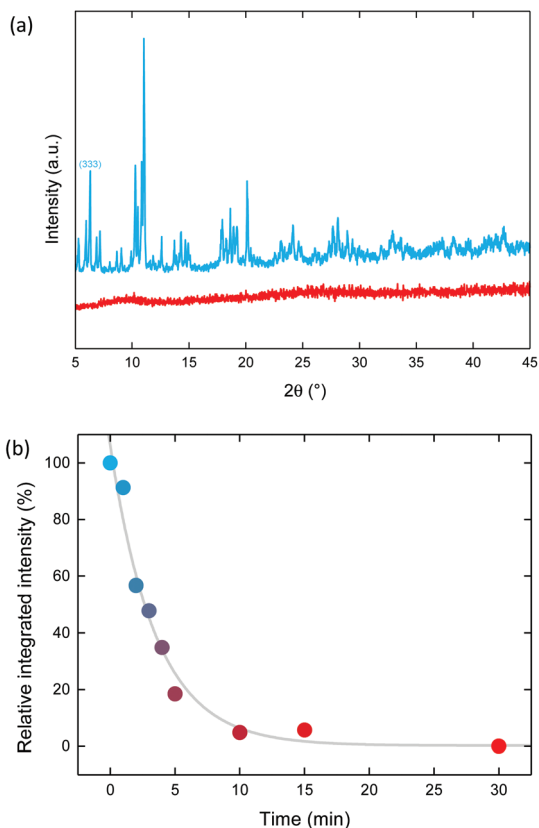 (a)
Intensity (a.u.)
(333)
5 10 15 20 25 30 35 40 45
2θ (°)
(b)
Relative integrated intensity (%)
100
80
60
40
20
0
0 5 10 15 20 25 30
Time (min)